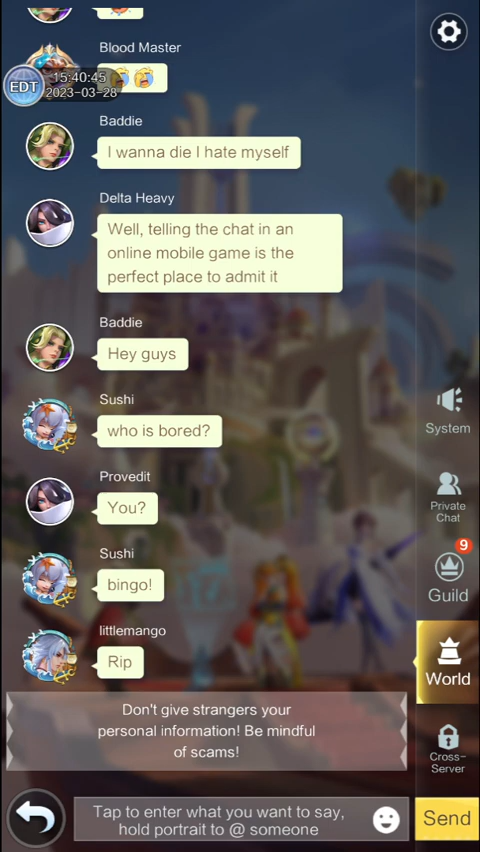 Blood Master
EDT
15:40:45
2023-03-28
Baddie
I wanna die I hate myself
Delta Heavy
Well, telling the chat in an
online mobile game is the
perfect place to admit it
Baddie
Hey guys
Sushi
who is bored?
Provedit
You?
Sushi
bingo!
littlemango
Rip
Don't give strangers your
personal information! Be mindful
of scams!
System
Private
Chat
9
Guild
World
Cross-
Server
Tap to enter what you want to say,
hold portrait to @ someone
Send